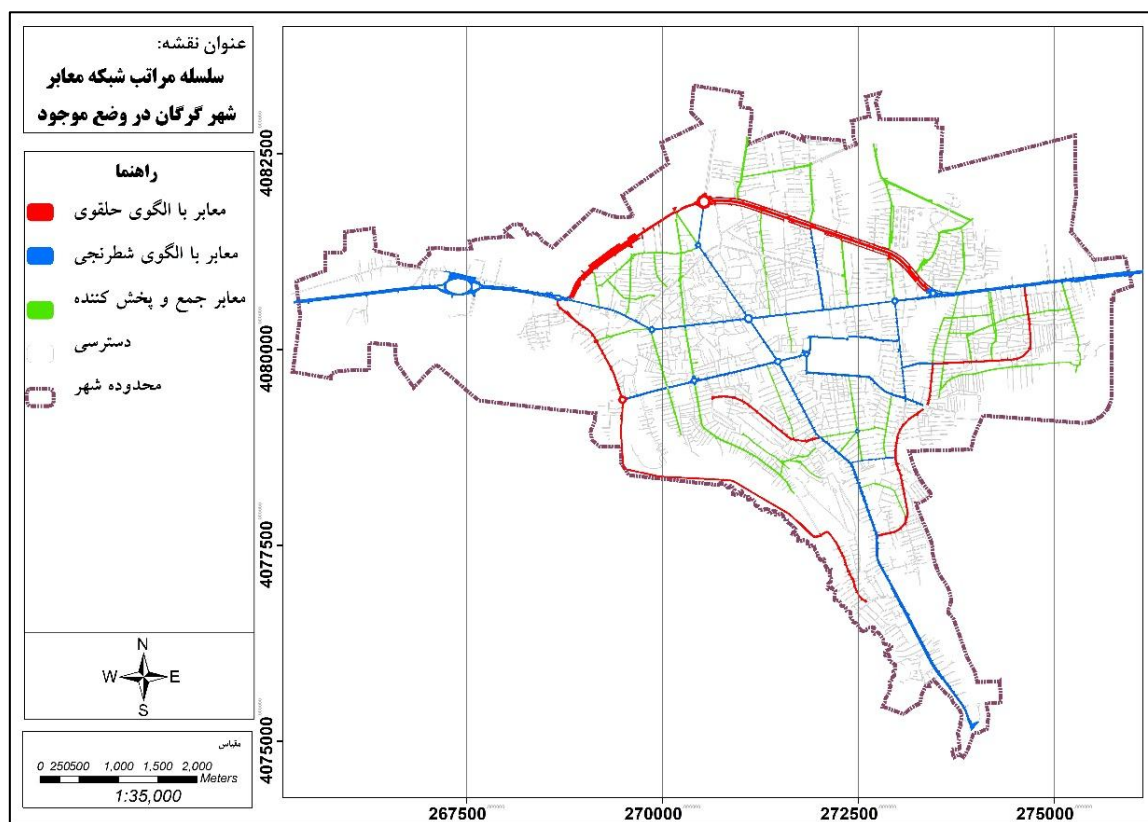 عنوان نقشه:
سلسله مراتب شبکه معابر
شهر گرگان در وضع موجود
راهنما
معابر با الگوی حلقوی
معابر با الگوی شطرنجی
معابر جمع و پخش کننده
دسترسی
محدوده شهر
N
W E
S
مقیاس
0 250500 1,000 1,500 2,000
Meters
1:35,000
4082500
4080000
4077500
4075000
267500 270000 272500 275000